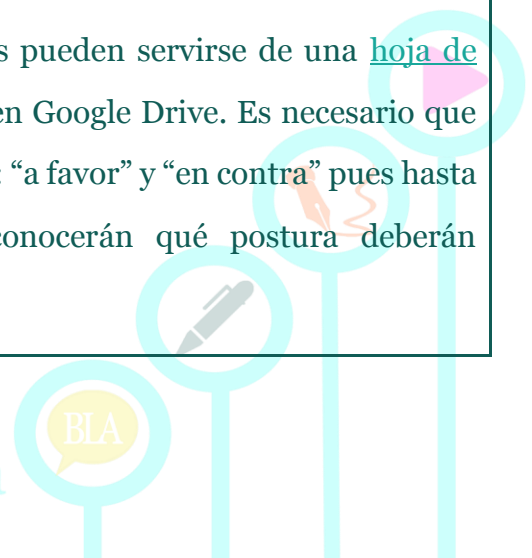 s pueden servirse de una hoja de
en Google Drive. Es necesario que
: “a favor” y “en contra” pues hasta
conocerán qué postura deberán
BLA